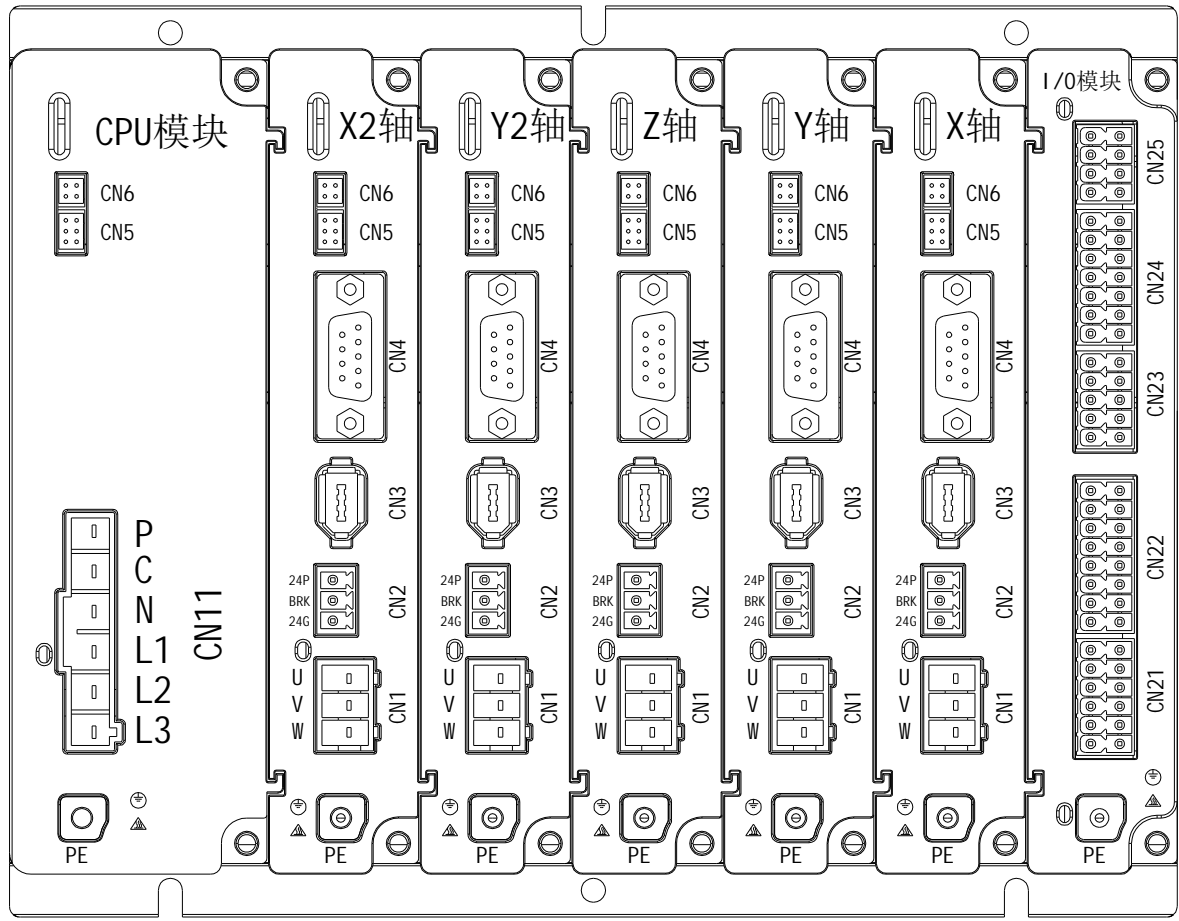 CPU模块
CN6
CN5
P
C
N
L1
L2
L3
CN11
PE
X2轴
CN6
CN5
CN4
CN3
24P
BRK
24G
CN2
U
V
W
CN1
PE
Y2轴
CN6
CN5
CN4
CN3
24P
BRK
24G
CN2
U
V
W
CN1
PE
Z轴
CN6
CN5
CN4
CN3
24P
BRK
24G
CN2
U
V
W
CN1
PE
Y轴
CN6
CN5
CN4
CN3
24P
BRK
24G
CN2
U
V
W
CN1
PE
X轴
CN6
CN5
CN4
CN3
24P
BRK
24G
CN2
U
V
W
CN1
PE
I/O模块
CN25
CN24
CN23
CN22
CN21
PE